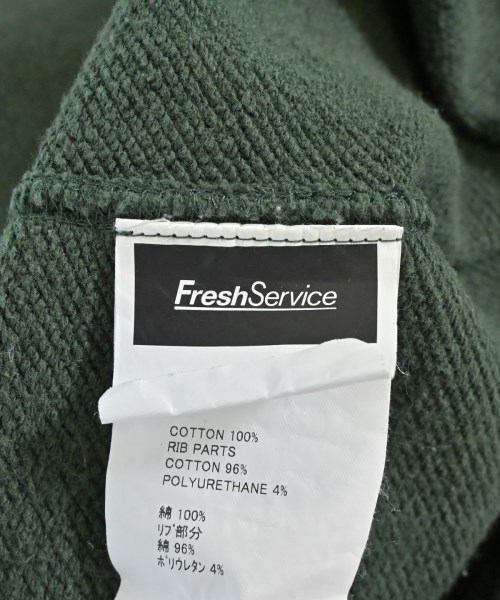 FreshService
COTTON 100%
RIB PARTS
COTTON 96%
POLYURETHANE 4%
綿 100%
リブ部分
綿 96%
ポリウレタン 4%